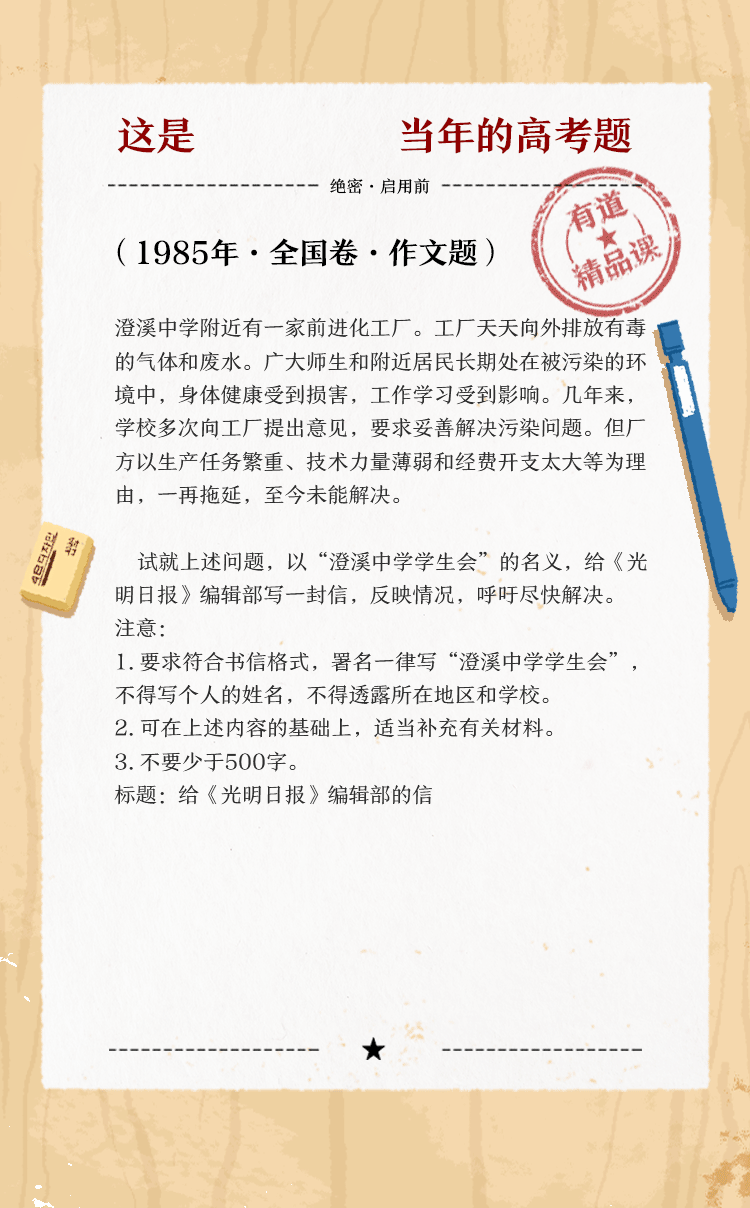 这是 当年的高考题
绝密·启用前
(1985年·全国卷·作文题)
有道
精品课
澄溪中学附近有一家前进化工厂。工厂天天向外排放有毒
的气体和废水。广大师生和附近居民长期处在被污染的环
境中，身体健康受到损害，工作学习受到影响。几年来，
学校多次向工厂提出意见，要求妥善解决污染问题。但厂
方以生产任务繁重、技术力量薄弱和经费开支太大等为理
由，一再拖延，至今未能解决。
试就上述问题，以“澄溪中学学生会”的名义，给《光
明日报》编辑部写一封信，反映情况，呼吁尽快解决。
注意：
1. 要求符合书信格式，署名一律写“澄溪中学学生会”，
不得写个人的姓名，不得透露所在地区和学校。
2. 可在上述内容的基础上，适当补充有关材料。
3. 不要少于500字。
标题：给《光明日报》编辑部的信